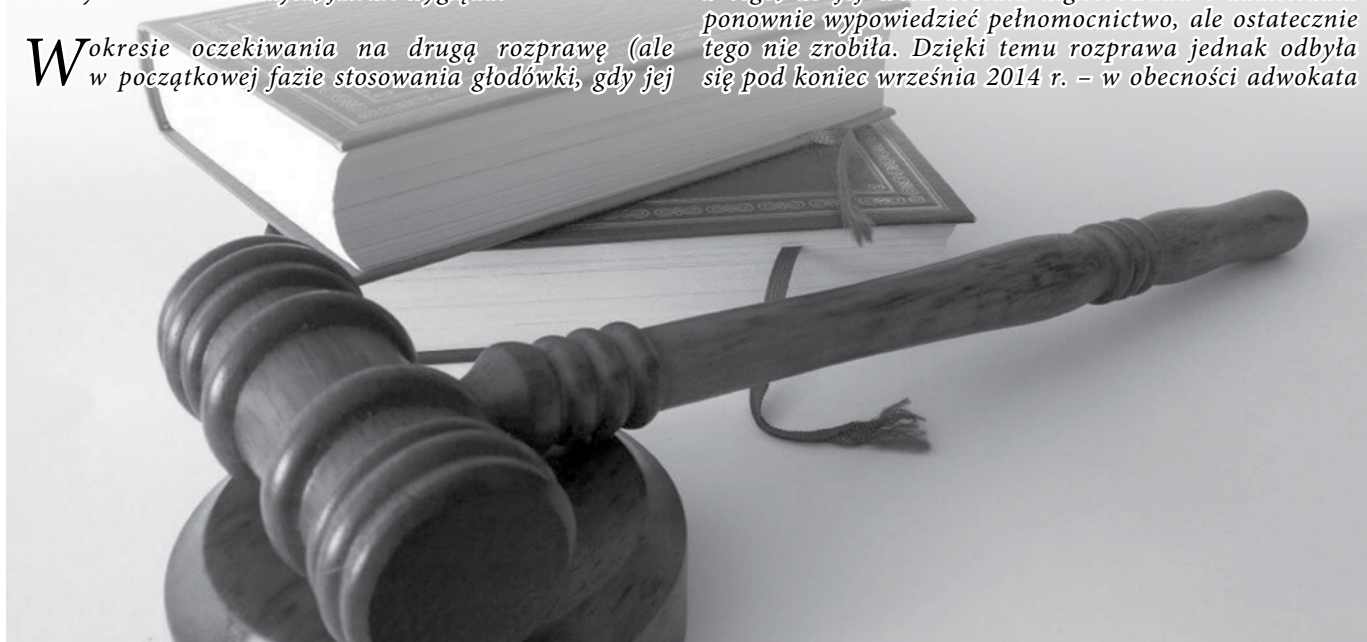 W okresie oczekiwania na drugą rozprawę (ale
w początkowej fazie stosowania głodówki, gdy jej
ponownie wypowiedzieć pełnomocnictwo, ale ostatecznie
tego nie zrobiła. Dzięki temu rozprawa jednak odbyła
się pod koniec września 2014 r. – w obecności adwokata